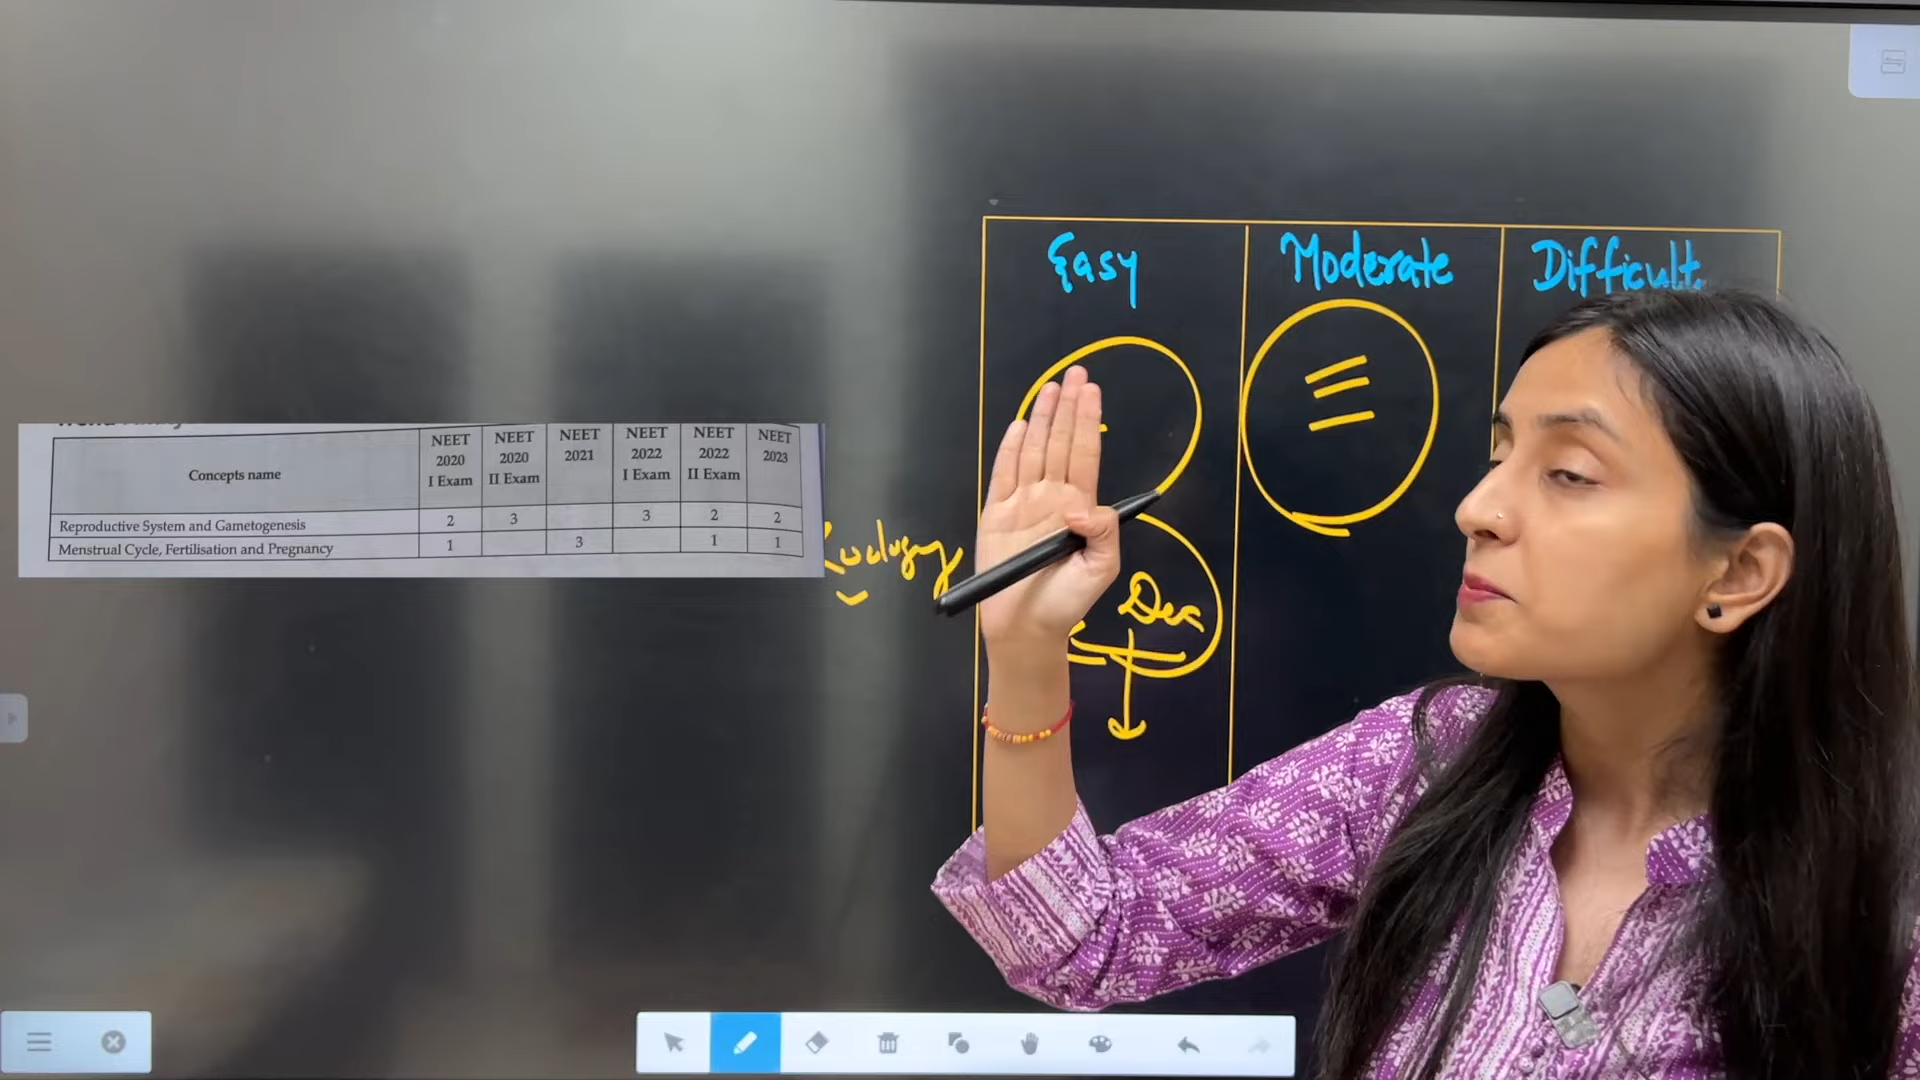 Easy
Moderate
Difficult
Concepts name
NEET 2020 I Exam
NEET 2020 II Exam
NEET 2021
NEET 2022 I Exam
NEET 2022 II Exam
NEET 2023
Reproductive System and Gametogenesis 2 3 3 2 2
Menstrual Cycle, Fertilisation and Pregnancy 1 3 1 1
Dec